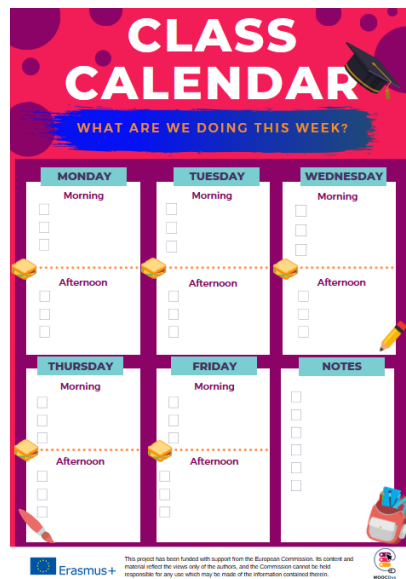 CLASS
CALENDAR
WHAT ARE WE DOING THIS WEEK?
MONDAY
Morning
Afternoon
TUESDAY
Morning
Afternoon
WEDNESDAY
Morning
Afternoon
THURSDAY
Morning
Afternoon
FRIDAY
Morning
Afternoon
NOTES
Erasmus+
This project has been funded with support from the European Commission. Its content and
material reflect the views only of the authors, and the Commission cannot be held
responsible for any use which may be made of the information contained therein.